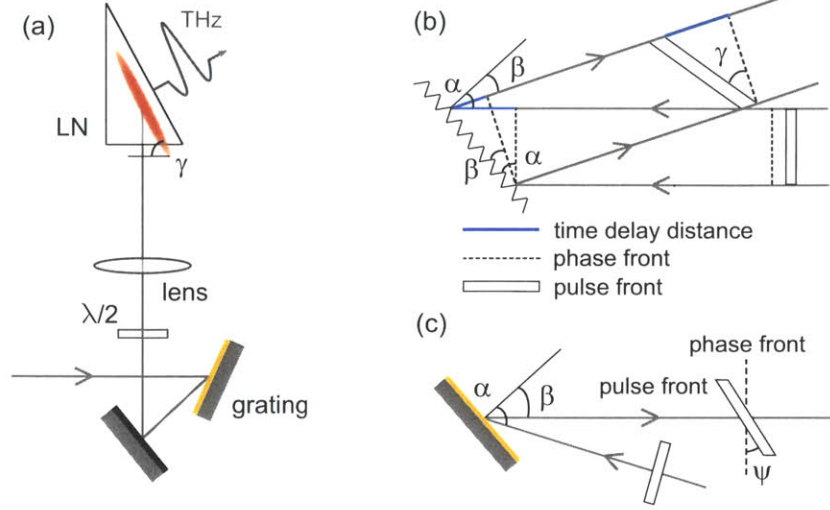 (a)
THz
LN
γ
lens
λ/2
grating
(b)
α
β
γ
β
α
time delay distance
phase front
pulse front
(c)
phase front
pulse front
α
β
ψ